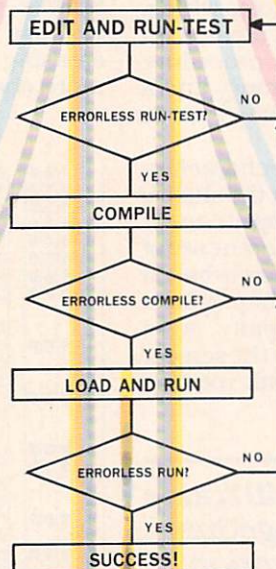 EDIT AND RUN-TEST
ERRORLESS RUN-TEST?
NO
YES
COMPILE
ERRORLESS COMPILE?
NO
YES
LOAD AND RUN
ERRORLESS RUN?
NO
YES
SUCCESS!